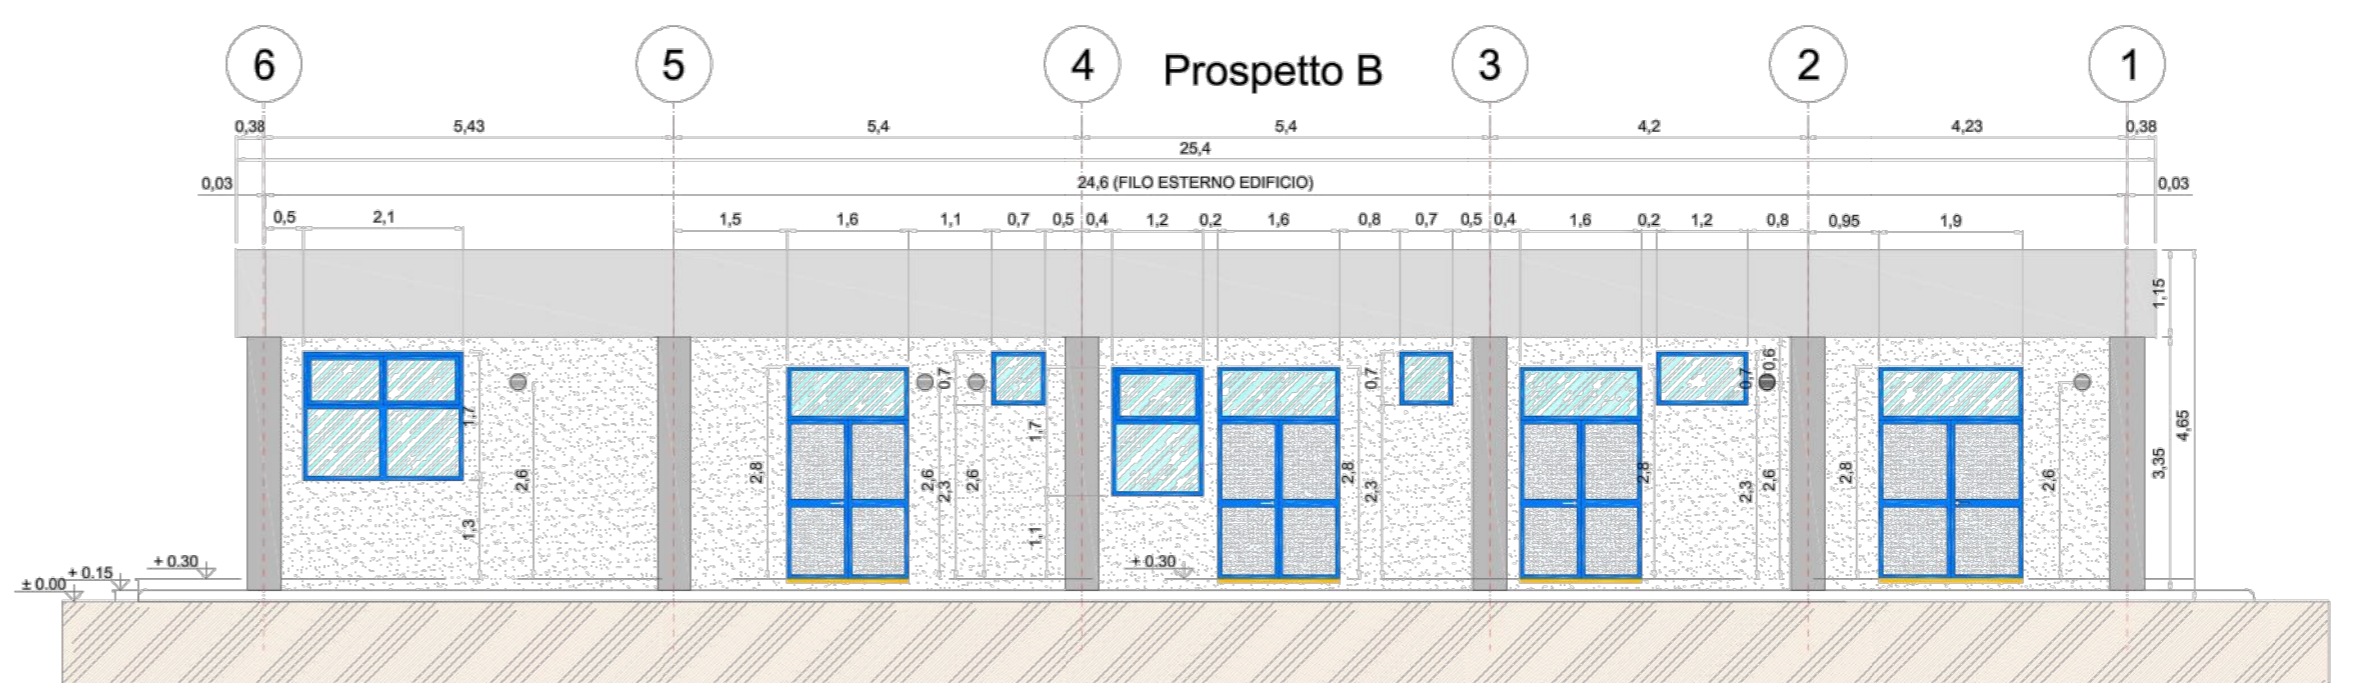 6 5 4 Prospetto B 3 2 1
0,38 5,43 5,4 5,4 4,2 4,23 0,38
25,4
0,03 24,6 (FILO ESTERNO EDIFICIO) 0,03
0,5 2,1 1,5 1,6 1,1 0,7 0,5 0,4 1,2 0,2 1,6 0,8 0,7 0,5 0,4 1,6 0,2 1,2 0,8 0,95 1,9
1,15
0,7 0,7 0,7 0,6
1,7 1,7 4,65
2,6 2,8 2,6 2,3 2,6 2,8 2,3 2,8 2,3 2,6 2,8 2,6 3,35
1,3 1,1
± 0.00 + 0.15 + 0.30 + 0.30